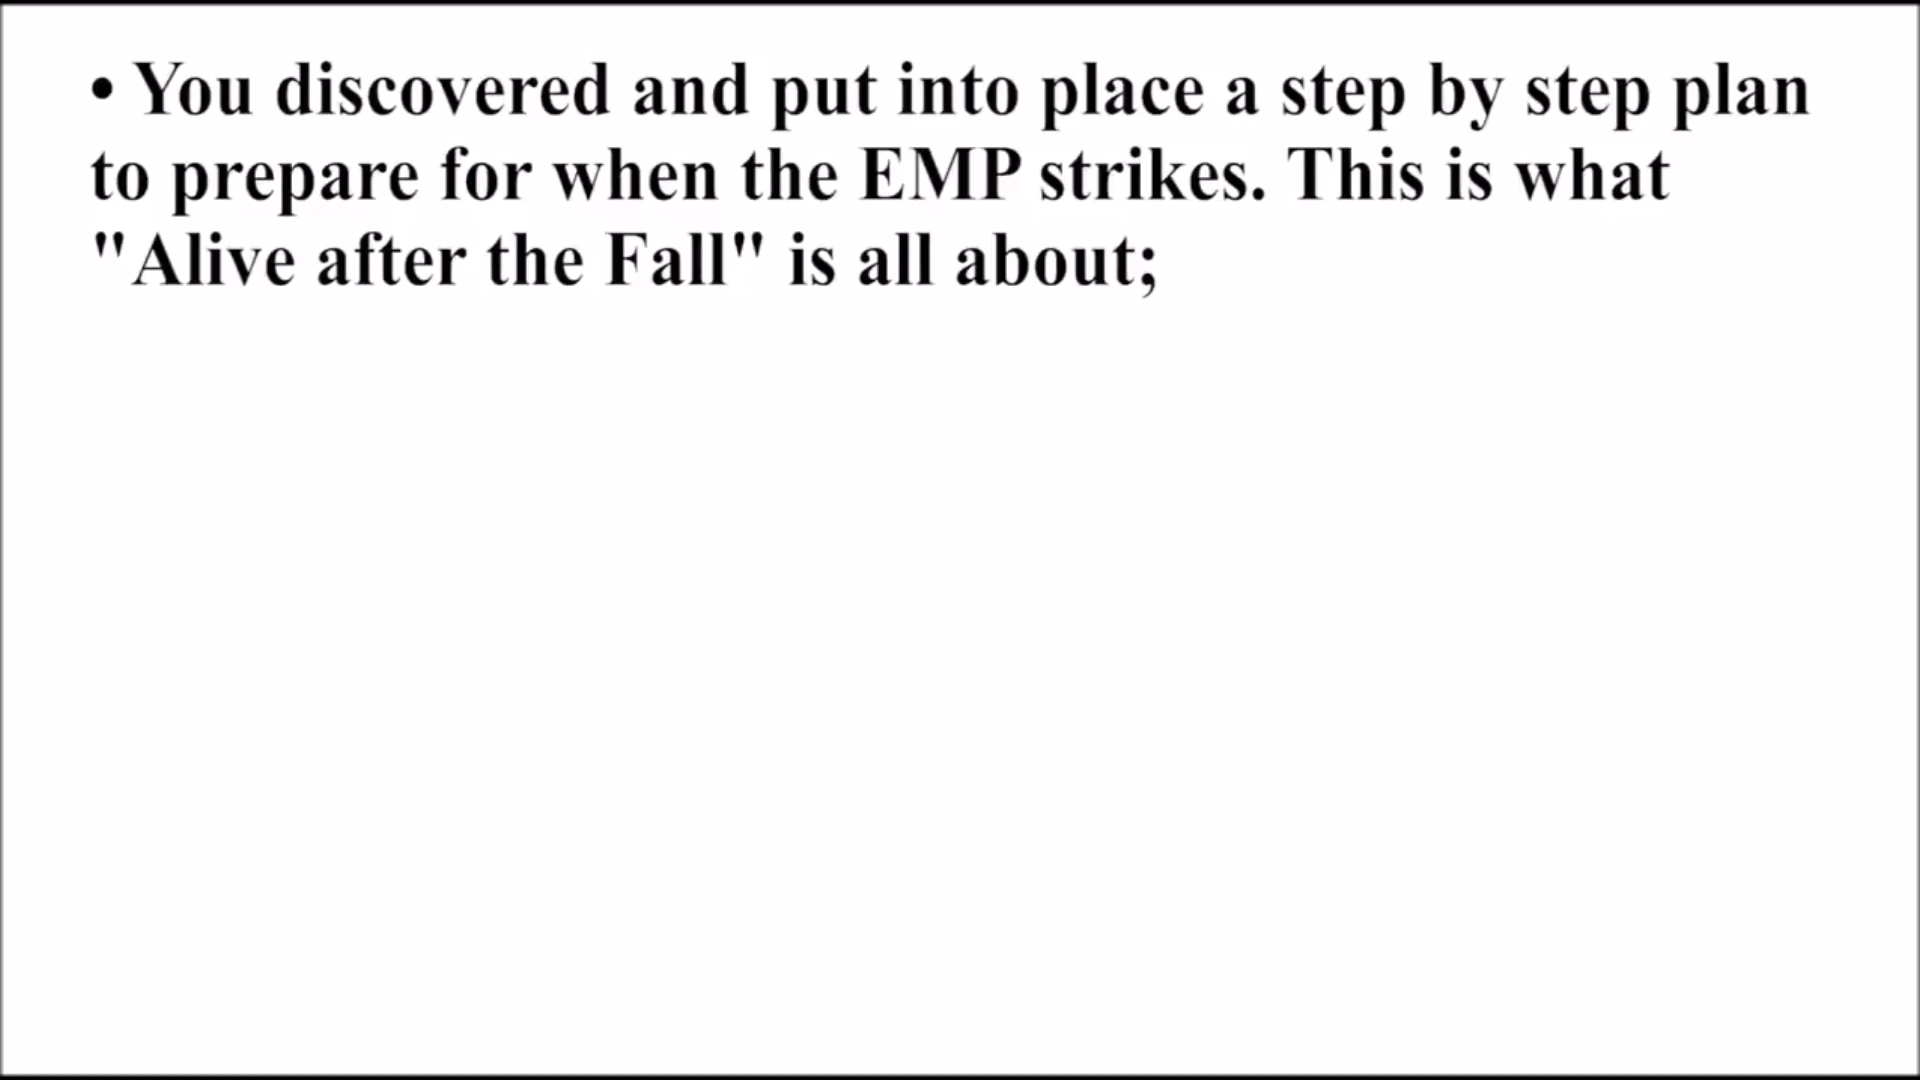 • You discovered and put into place a step by step plan
to prepare for when the EMP strikes. This is what
"Alive after the Fall" is all about;